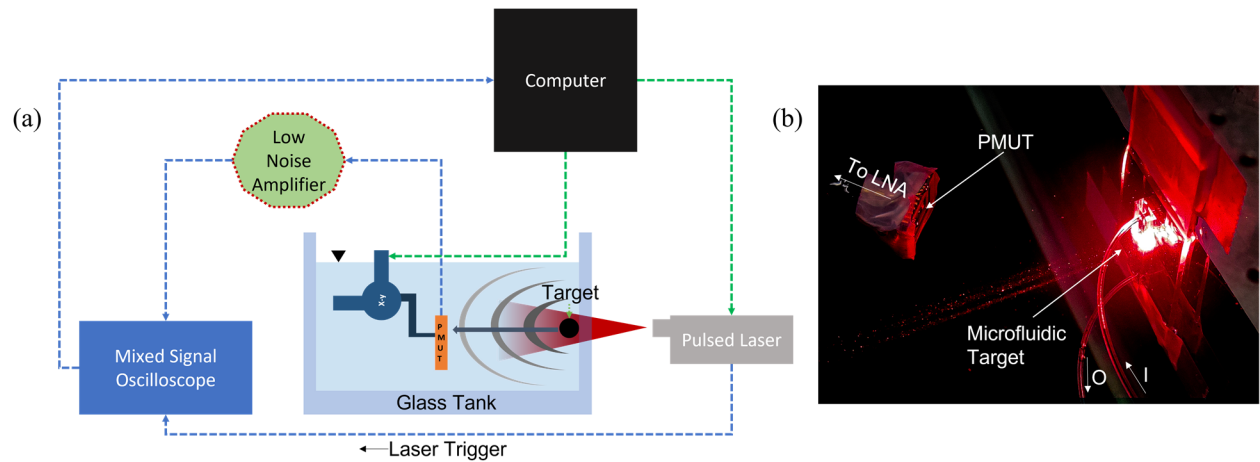 (a)
Computer
Low
Noise
Amplifier
X-Y
PMUT
Target
Pulsed Laser
Mixed Signal
Oscilloscope
Glass Tank
Laser Trigger
(b)
PMUT
To LNA
Microfluidic
Target
O
I